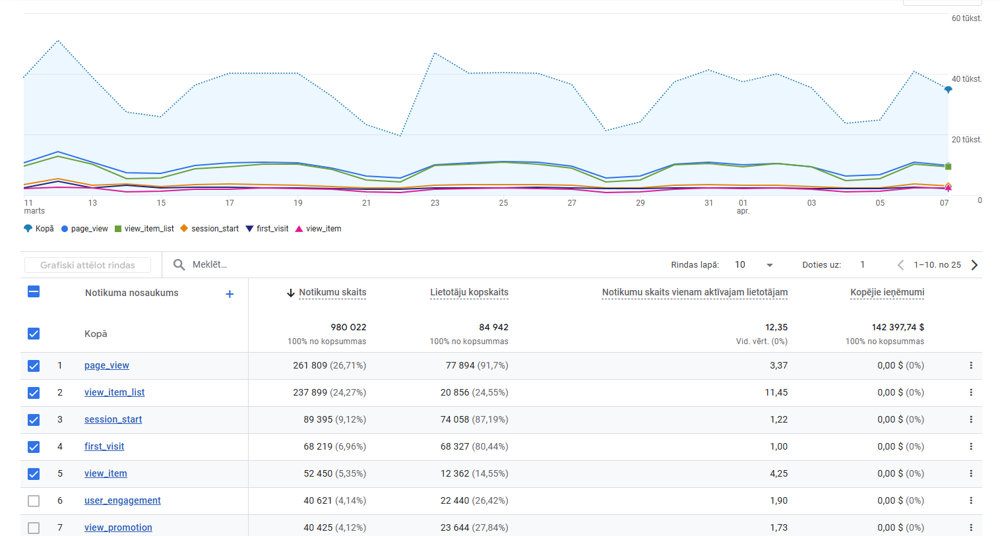 60 tūkst.
40 tūkst.
20 tūkst.
0
11 13 15 17 19 21 23 25 27 29 31 01 03 05 07
marts apr.
Kopā page_view view_item_list session_start first_visit view_item
Grafiski attēlot rindas Meklēt... Rindas lapā: 10 Doties uz: 1 1–10. no 25
Notikuma nosaukums + Notikumu skaits Lietotāju kopskaits Notikumu skaits vienam aktīvajam lietotājam Kopējie ieņēmumi
Kopā 980 022 84 942 12,35 142 397,74 $
100% no kopsummas 100% no kopsummas Vid. vērt. (0%) 100% no kopsummas
1 page_view 261 809 (26,71%) 77 894 (91,7%) 3,37 0,00 $ (0%)
2 view_item_list 237 899 (24,27%) 20 856 (24,55%) 11,45 0,00 $ (0%)
3 session_start 89 395 (9,12%) 74 058 (87,19%) 1,22 0,00 $ (0%)
4 first_visit 68 219 (6,96%) 68 327 (80,44%) 1,00 0,00 $ (0%)
5 view_item 52 450 (5,35%) 12 362 (14,55%) 4,25 0,00 $ (0%)
6 user_engagement 40 621 (4,14%) 22 440 (26,42%) 1,90 0,00 $ (0%)
7 view_promotion 40 425 (4,12%) 23 644 (27,84%) 1,73 0,00 $ (0%)